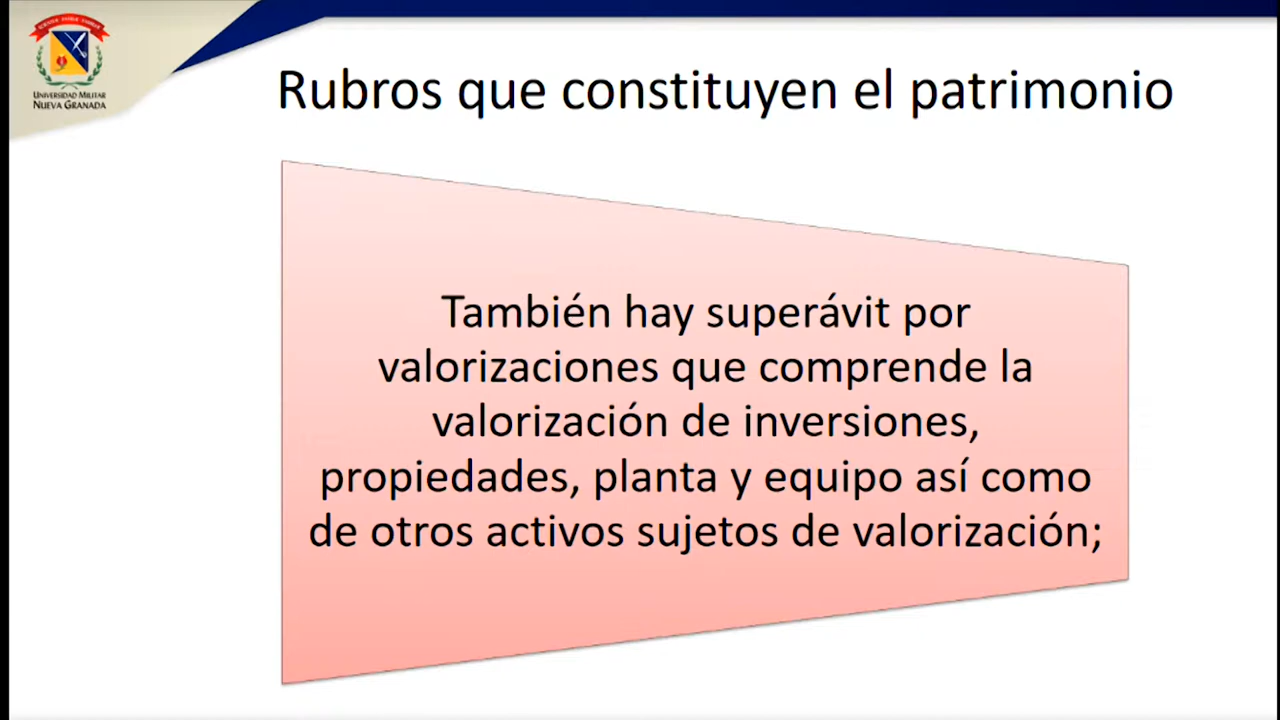 UNIVERSIDAD MILITAR
NUEVA GRANADA
Rubros que constituyen el patrimonio
También hay superávit por
valorizaciones que comprende la
valorización de inversiones,
propiedades, planta y equipo así como
de otros activos sujetos de valorización;